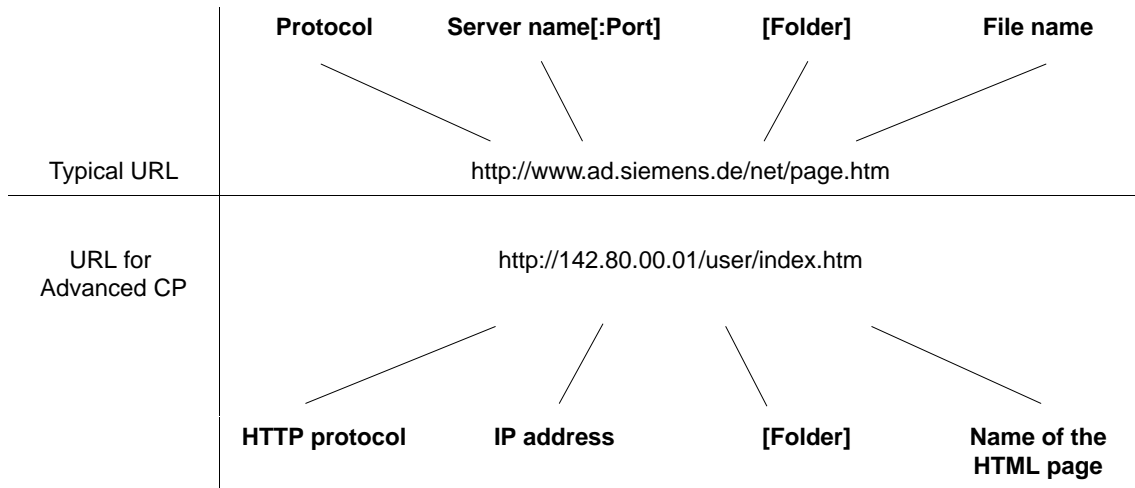 Protocol Server name[:Port] [Folder] File name
Typical URL http://www.ad.siemens.de/net/page.htm
URL for
Advanced CP
http://142.80.00.01/user/index.htm
HTTP protocol IP address [Folder] Name of the
HTML page